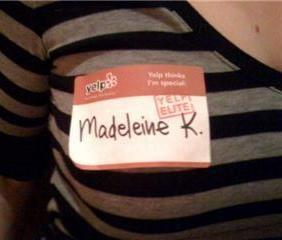 yelp
Yelp thinks
I'm special:
YELP
ELITE
Madeleine K.